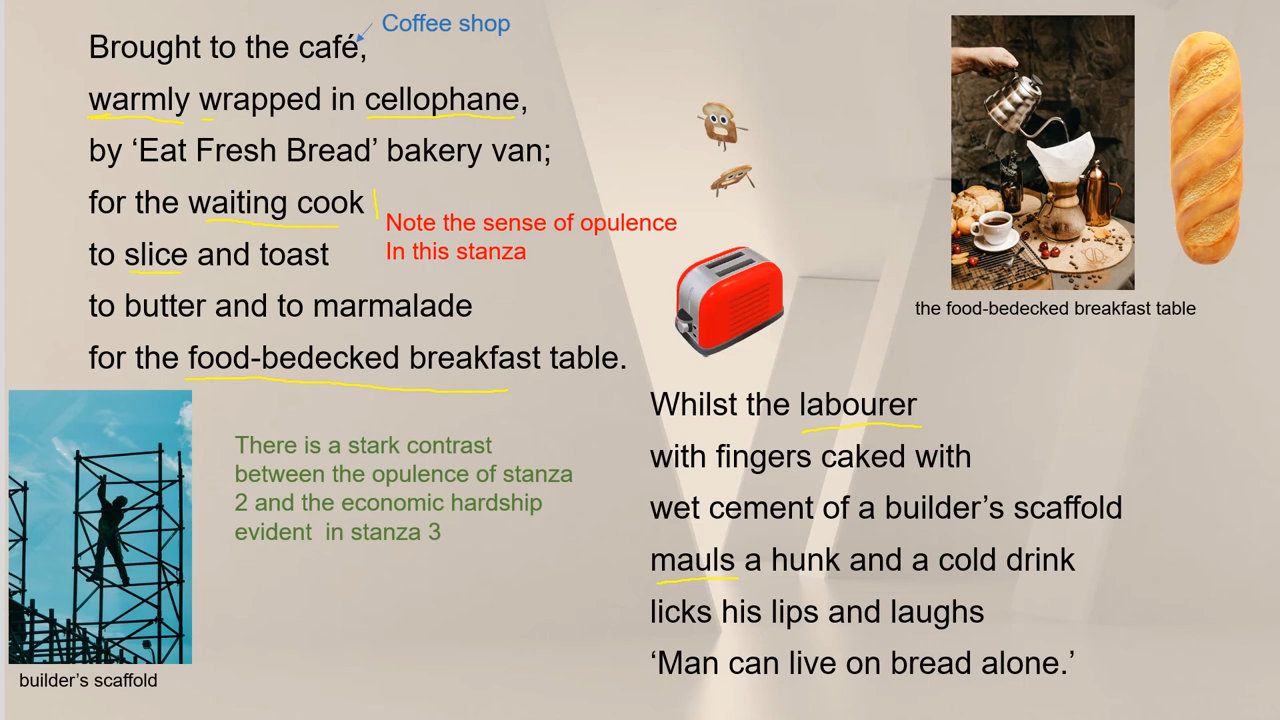 Coffee shop
Brought to the café,
warmly wrapped in cellophane,
by ‘Eat Fresh Bread’ bakery van;
for the waiting cook
to slice and toast
to butter and to marmalade
for the food-bedecked breakfast table.
Note the sense of opulence
In this stanza
the food-bedecked breakfast table
There is a stark contrast
between the opulence of stanza
2 and the economic hardship
evident in stanza 3
builder’s scaffold
Whilst the labourer
with fingers caked with
wet cement of a builder’s scaffold
mauls a hunk and a cold drink
licks his lips and laughs
‘Man can live on bread alone.’